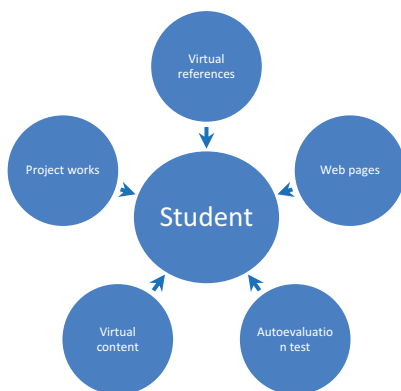 Virtual
references
Project works
Web pages
Student
Virtual
content
Autoevaluatio
n test